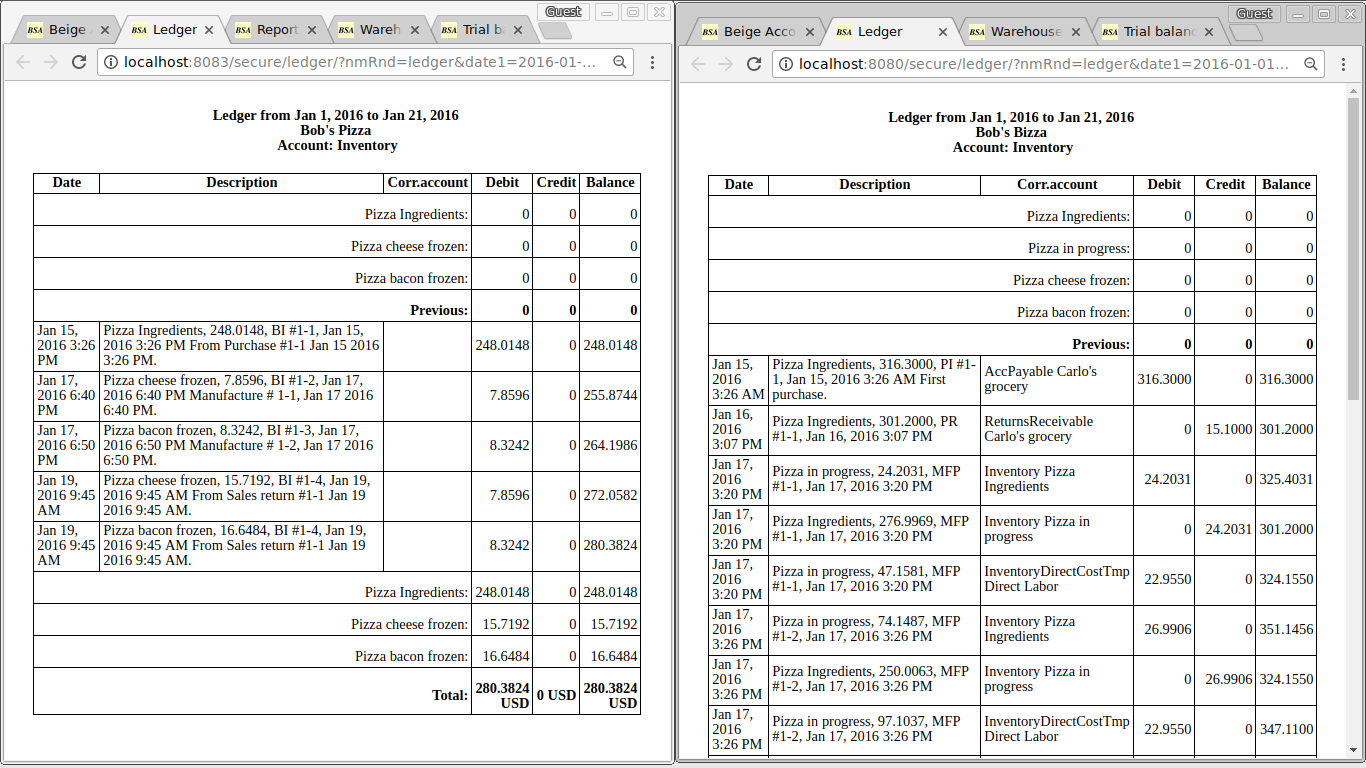 Guest
BSA Beige
BSA Ledger
BSA Report
BSA Wareh
BSA Trial b
localhost:8083/secure/ledger/?nmRnd=ledger&date1=2016-01-...
Ledger from Jan 1, 2016 to Jan 21, 2016
Bob's Pizza
Account: Inventory
Date Description Corr.account Debit Credit Balance
Pizza Ingredients: 0 0 0
Pizza cheese frozen: 0 0 0
Pizza bacon frozen: 0 0 0
Previous: 0 0 0
Jan 15, Pizza Ingredients, 248.0148, BI #1-1, Jan 15,
2016 3:26 2016 3:26 PM From Purchase #1-1 Jan 15 2016 248.0148 0 248.0148
PM 3:26 PM.
Jan 17, Pizza cheese frozen, 7.8596, BI #1-2, Jan 17,
2016 6:40 2016 6:40 PM Manufacture # 1-1, Jan 17 2016 7.8596 0 255.8744
PM 6:40 PM.
Jan 17, Pizza bacon frozen, 8.3242, BI #1-3, Jan 17,
2016 6:50 2016 6:50 PM Manufacture # 1-2, Jan 17 2016 8.3242 0 264.1986
PM 6:50 PM.
Jan 19, Pizza cheese frozen, 15.7192, BI #1-4, Jan 19,
2016 9:45 2016 9:45 AM From Sales return #1-1 Jan 19 7.8596 0 272.0582
AM 2016 9:45 AM.
Jan 19, Pizza bacon frozen, 16.6484, BI #1-4, Jan 19,
2016 9:45 2016 9:45 AM From Sales return #1-1 Jan 19 8.3242 0 280.3824
AM 2016 9:45 AM.
Pizza Ingredients: 248.0148 0 248.0148
Pizza cheese frozen: 15.7192 0 15.7192
Pizza bacon frozen: 16.6484 0 16.6484
Total: 280.3824 USD 0 USD 280.3824 USD
Guest
BSA Beige Acco
BSA Ledger
BSA Warehouse
BSA Trial balanc
localhost:8080/secure/ledger/?nmRnd=ledger&date1=2016-01-01...
Ledger from Jan 1, 2016 to Jan 21, 2016
Bob's Bizza
Account: Inventory
Date Description Corr.account Debit Credit Balance
Pizza Ingredients: 0 0 0
Pizza in progress: 0 0 0
Pizza cheese frozen: 0 0 0
Pizza bacon frozen: 0 0 0
Previous: 0 0 0
Jan 15, Pizza Ingredients, 316.3000, PI #1-
2016 1, Jan 15, 2016 3:26 AM First AccPayable Carlo's grocery 316.3000 0 316.3000
3:26 AM purchase.
Jan 16, Pizza Ingredients, 301.2000, PR ReturnsReceivable
2016 #1-1, Jan 16, 2016 3:07 PM Carlo's grocery 0 15.1000 301.2000
3:07 PM
Jan 17, Pizza in progress, 24.2031, MFP Inventory Pizza
2016 #1-1, Jan 17, 2016 3:20 PM Ingredients 24.2031 0 325.4031
3:20 PM
Jan 17, Pizza Ingredients, 276.9969, MFP Inventory Pizza in
2016 #1-1, Jan 17, 2016 3:20 PM progress 0 24.2031 301.2000
3:20 PM
Jan 17, Pizza in progress, 47.1581, MFP InventoryDirectCostTmp
2016 #1-1, Jan 17, 2016 3:20 PM Direct Labor 22.9550 0 324.1550
3:20 PM
Jan 17, Pizza in progress, 74.1487, MFP Inventory Pizza
2016 #1-2, Jan 17, 2016 3:26 PM Ingredients 26.9906 0 351.1456
3:26 PM
Jan 17, Pizza Ingredients, 250.0063, MFP Inventory Pizza in
2016 #1-2, Jan 17, 2016 3:26 PM progress 0 26.9906 324.1550
3:26 PM
Jan 17, Pizza in progress, 97.1037, MFP InventoryDirectCostTmp
2016 #1-2, Jan 17, 2016 3:26 PM Direct Labor 22.9550 0 347.1100
3:26 PM